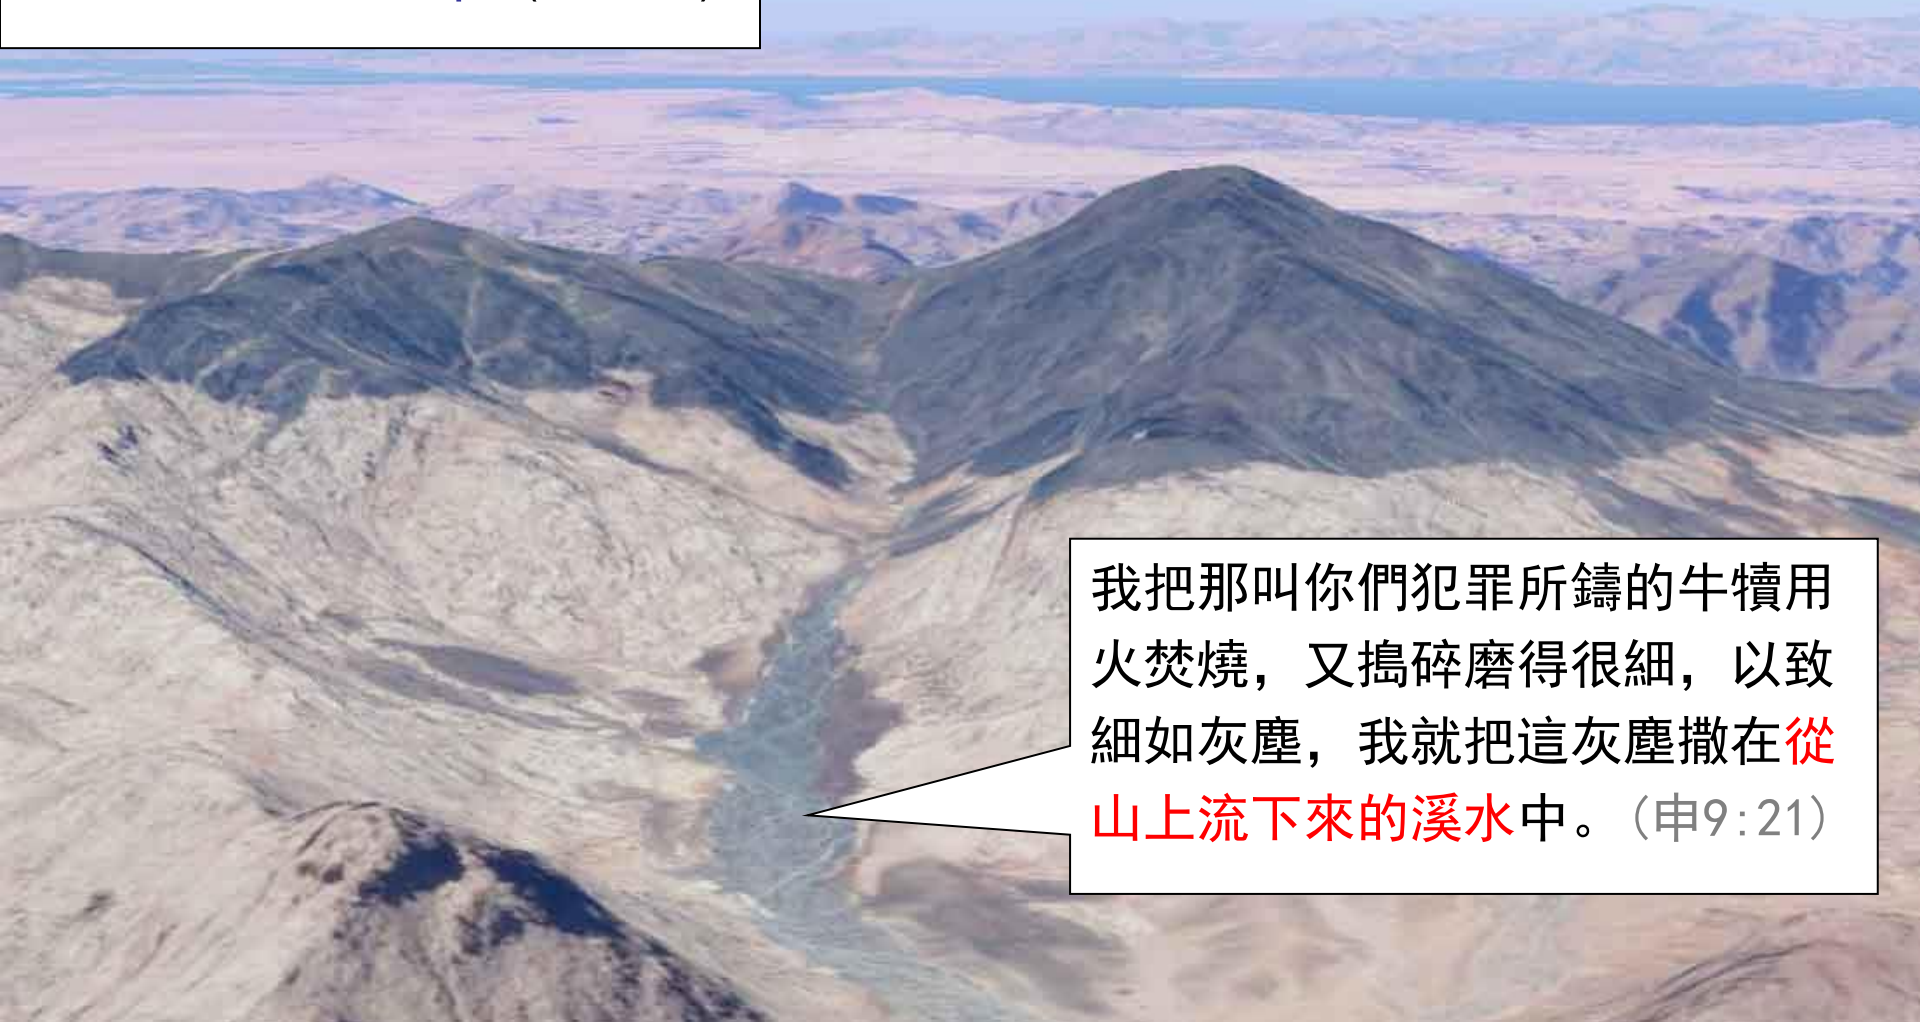 我把那叫你們犯罪所鑄的牛犢用
火焚燒，又搗碎磨得很細，以致
細如灰塵，我就把這灰塵撒在從
山上流下來的溪水中。（申9:21）